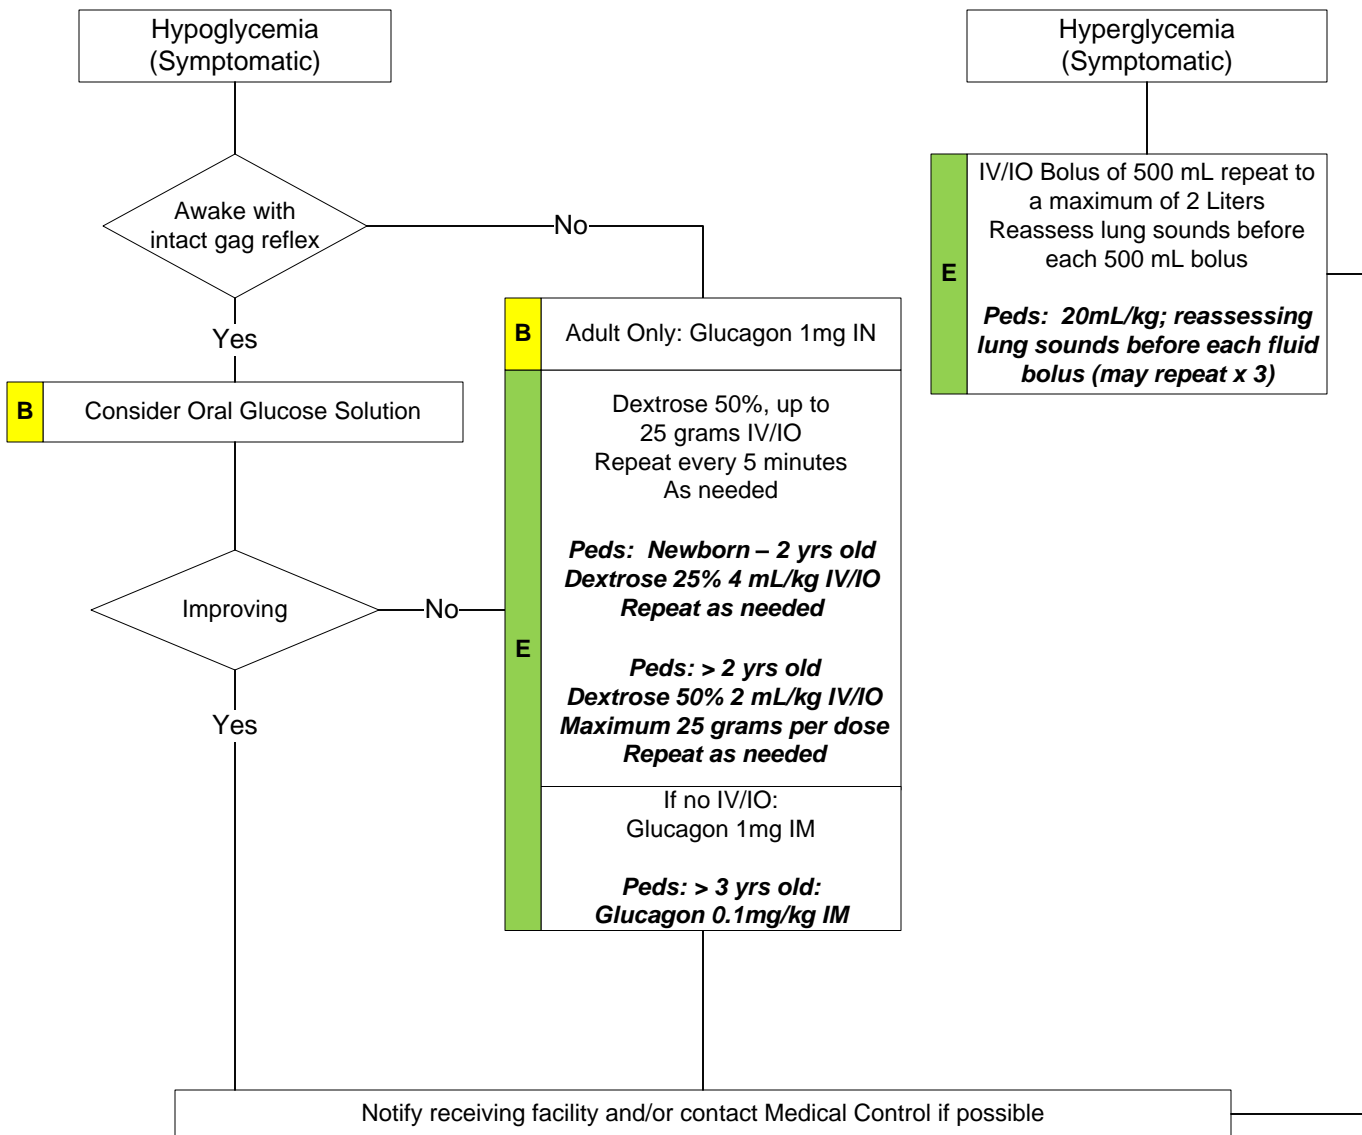 Hypoglycemia
(Symptomatic)
Hyperglycemia
(Symptomatic)
Awake with
intact gag reflex
No
Yes
B
Consider Oral Glucose Solution
Improving
No
Yes
B
Adult Only: Glucagon 1mg IN
E
Dextrose 50%, up to
25 grams IV/IO
Repeat every 5 minutes
As needed
Peds: Newborn – 2 yrs old
Dextrose 25% 4 mL/kg IV/IO
Repeat as needed
Peds: > 2 yrs old
Dextrose 50% 2 mL/kg IV/IO
Maximum 25 grams per dose
Repeat as needed
If no IV/IO:
Glucagon 1mg IM
Peds: > 3 yrs old:
Glucagon 0.1mg/kg IM
E
IV/IO Bolus of 500 mL repeat to
a maximum of 2 Liters
Reassess lung sounds before
each 500 mL bolus
Peds: 20mL/kg; reassessing
lung sounds before each fluid
bolus (may repeat x 3)
Notify receiving facility and/or contact Medical Control if possible